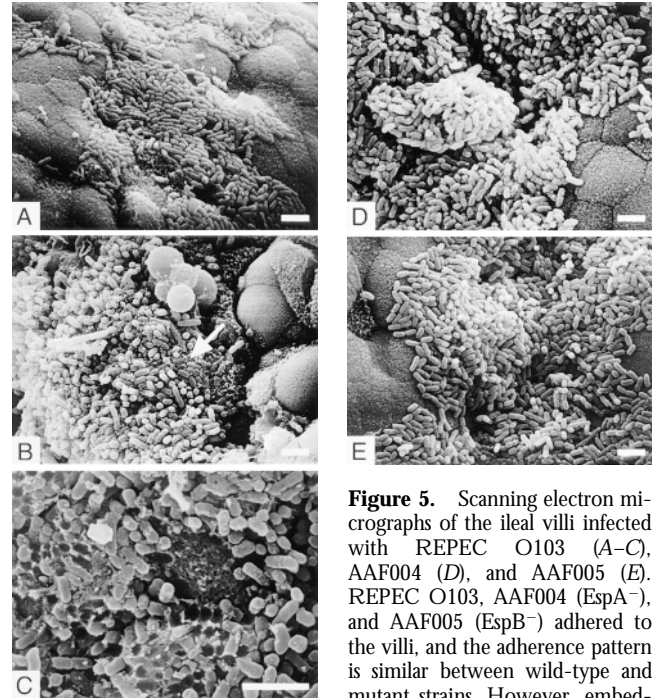 A
B
C
D
E
Figure 5. Scanning electron mi-
crographs of the ileal villi infected
with REPEC O103 (A–C),
AAF004 (D), and AAF005 (E).
REPEC O103, AAF004 (EspA⁻),
and AAF005 (EspB⁻) adhered to
the villi, and the adherence pattern
is similar between wild-type and
mutant strains. However, embed-